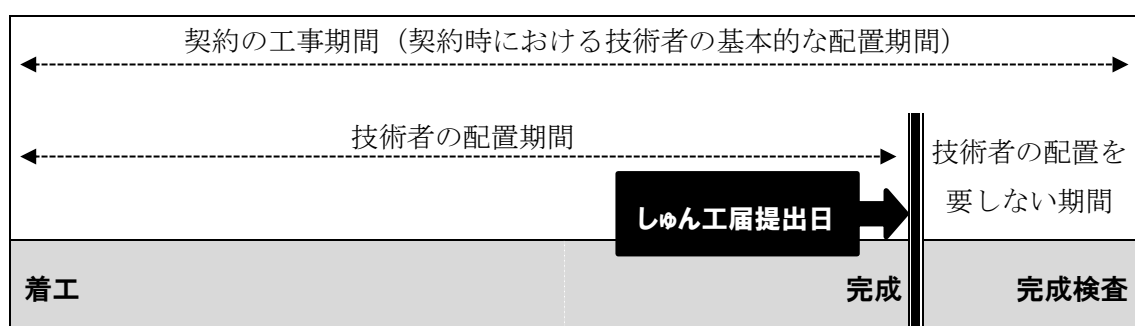 契約の工事期間（契約時における技術者の基本的な配置期間）
技術者の配置期間
技術者の配置を
要しない期間
しゅん工届提出日
着工
完成
完成検査